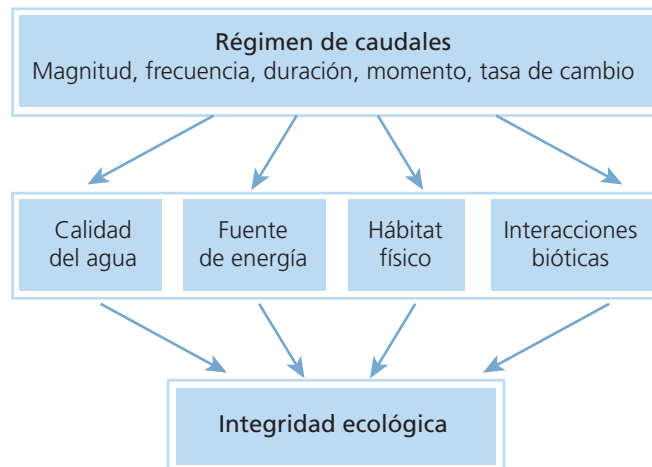 Régimen de caudales
Magnitud, frecuencia, duración, momento, tasa de cambio
Calidad
del agua
Fuente
de energía
Hábitat
físico
Interacciones
bióticas
Integridad ecológica